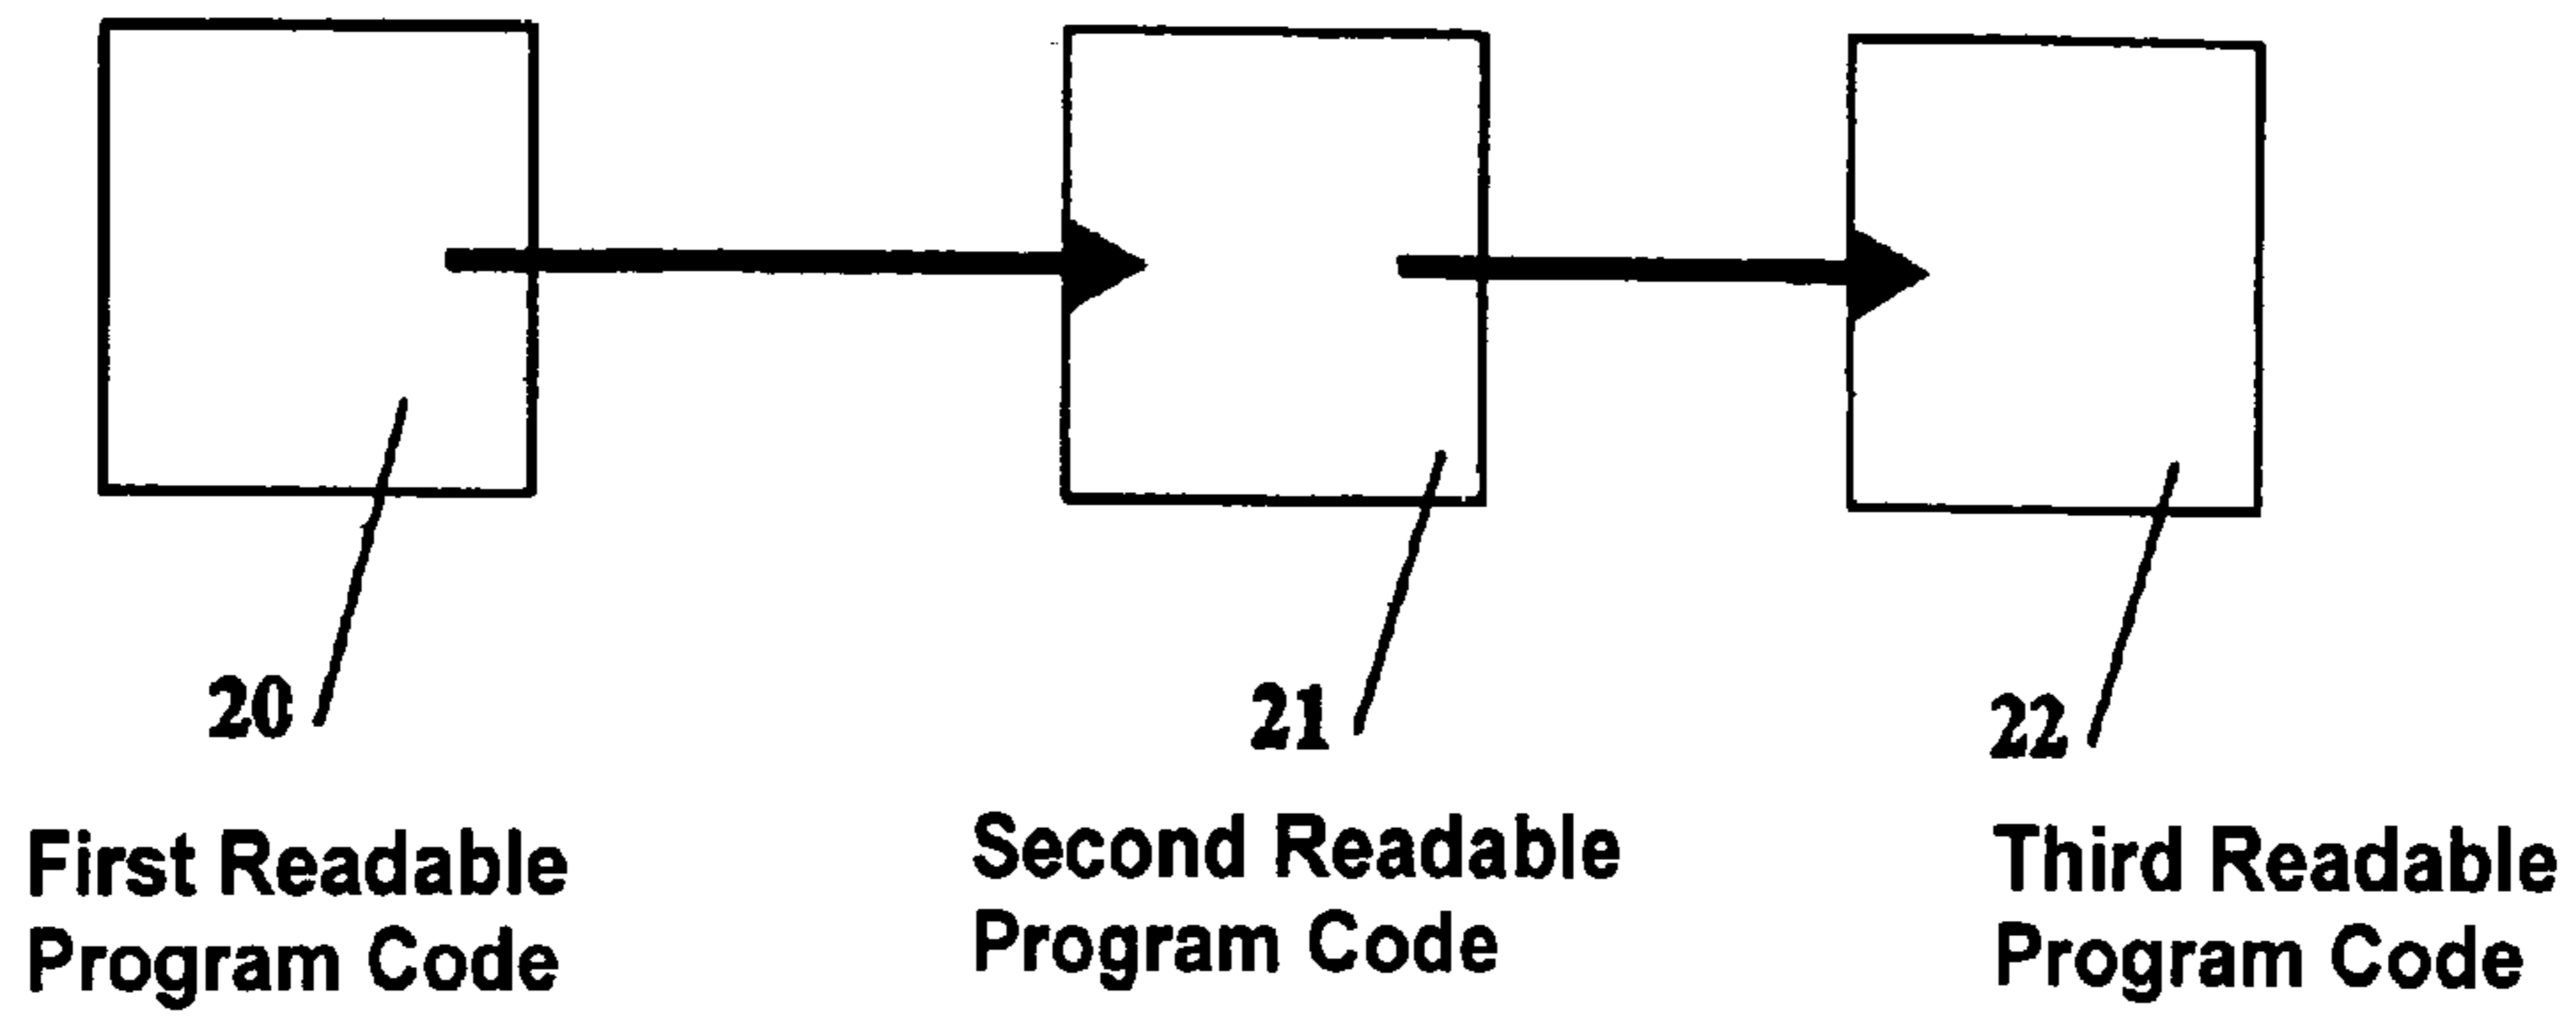 20
21
22
First Readable
Program Code
Second Readable
Program Code
Third Readable
Program Code